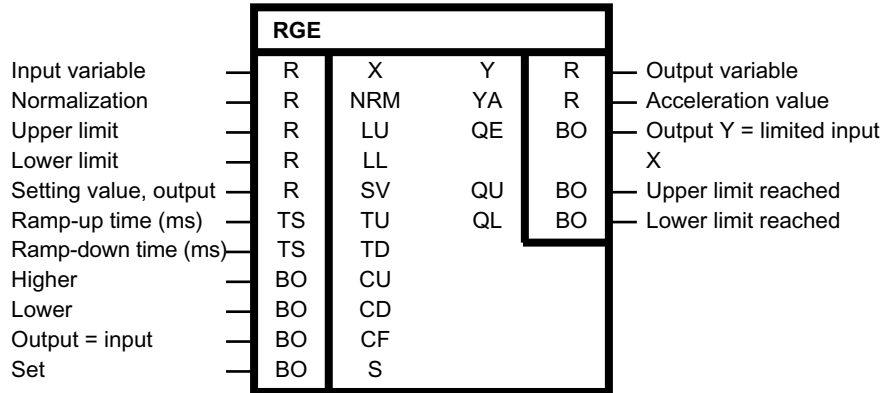 RGE
Input variable R X Y R Output variable
Normalization R NRM YA R Acceleration value
Upper limit R LU QE BO Output Y = limited input
Lower limit R LL X
Setting value, output R SV QU BO Upper limit reached
Ramp-up time (ms) TS TU QL BO Lower limit reached
Ramp-down time (ms) TS TD
Higher BO CU
Lower BO CD
Output = input BO CF
Set BO S